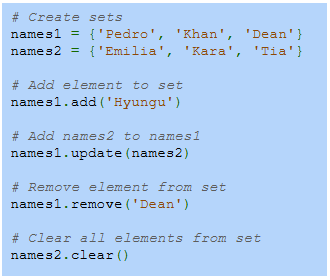 # Create sets
names1 = {'Pedro', 'Khan', 'Dean'}
names2 = {'Emilia', 'Kara', 'Tia'}
# Add element to set
names1.add('Hyungu')
# Add names2 to names1
names1.update(names2)
# Remove element from set
names1.remove('Dean')
# Clear all elements from set
names2.clear()